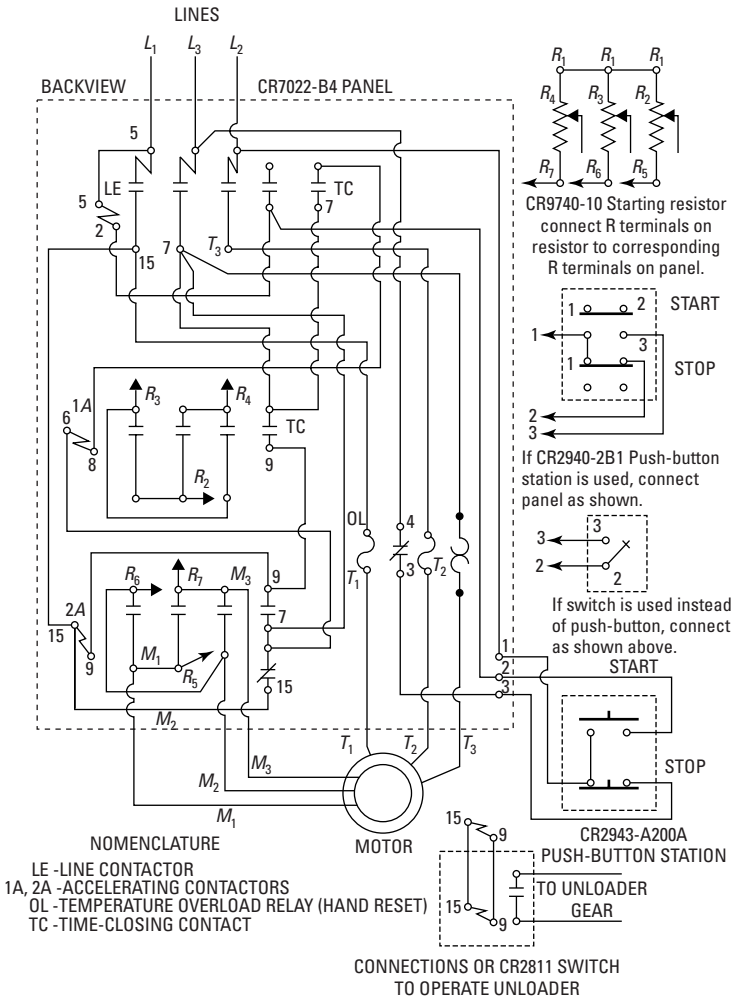 LINES
L1 L3 L2
BACKVIEW CR7022-B4 PANEL
5
5 LE TC
2 7
15 7 T3
1A R3 R4
6 TC
8 9
R2
OL 4
T1 3 T2
R6 R7 M3 9
2A 7
15 9
M1 R5 15
M2
1
2
3
T1 T2 T3
M3
M2
M1
MOTOR
NOMENCLATURE
LE -LINE CONTACTOR
1A, 2A -ACCELERATING CONTACTORS
OL -TEMPERATURE OVERLOAD RELAY (HAND RESET)
TC -TIME-CLOSING CONTACT
R1 R1 R1
R4 R3 R2
R7 R6 R5
CR9740-10 Starting resistor
connect R terminals on
resistor to corresponding
R terminals on panel.
1 2 START
1 3
1 STOP
2
3
If CR2940-2B1 Push-button
station is used, connect
panel as shown.
3 3
2 2
If switch is used instead
of push-button, connect
as shown above.
START
STOP
CR2943-A200A
PUSH-BUTTON STATION
15 9
TO UNLOADER
15 9 GEAR
CONNECTIONS OR CR2811 SWITCH
TO OPERATE UNLOADER